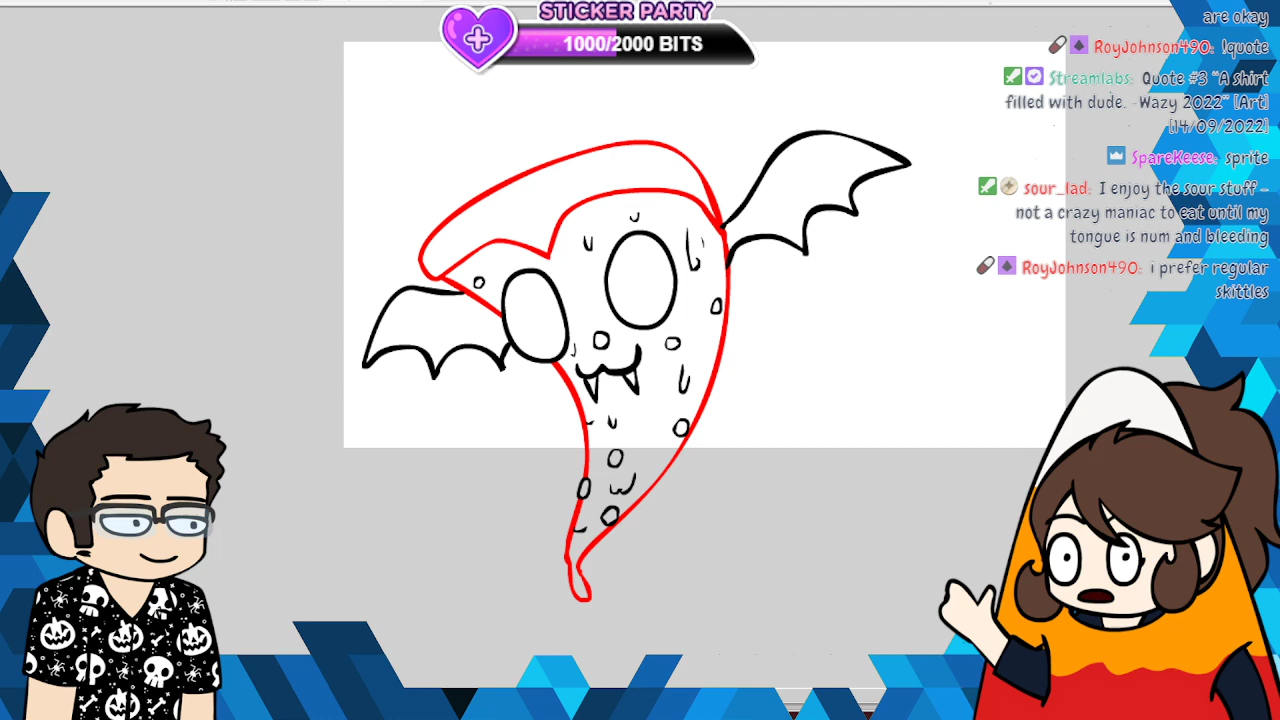 STICKER PARTY
1000/2000 BITS
are okay
RoyJohnson490: !quote
Streamlabs: Quote #3 "A shirt
filled with dude. -Wazy 2022" [Art]
[14/09/2022]
SpareKeese: sprite
sour_lad: I enjoy the sour stuff -
not a crazy maniac to eat until my
tongue is num and bleeding
RoyJohnson490: i prefer regular
skittles